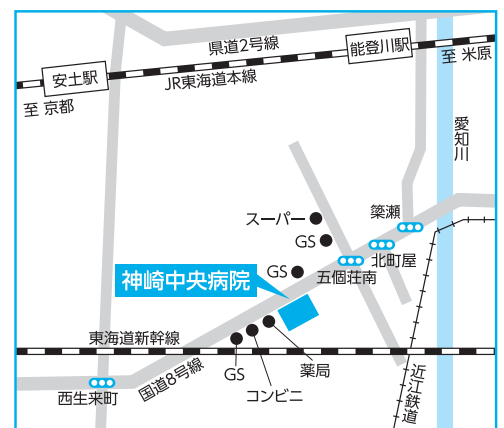 県道2号線
能登川駅
至 米原
安土駅
JR東海道本線
至 京都
愛知川
簗瀬
スーパー
GS
北町屋
五個荘南
GS
神崎中央病院
東海道新幹線
薬局
GS
国道8号線
コンビニ
西生来町
近江鉄道